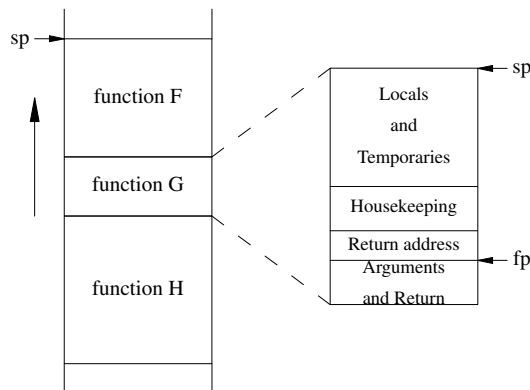 sp
function F
function G
function H
sp
Locals
and
Temporaries
Housekeeping
Return address
fp
Arguments
and Return